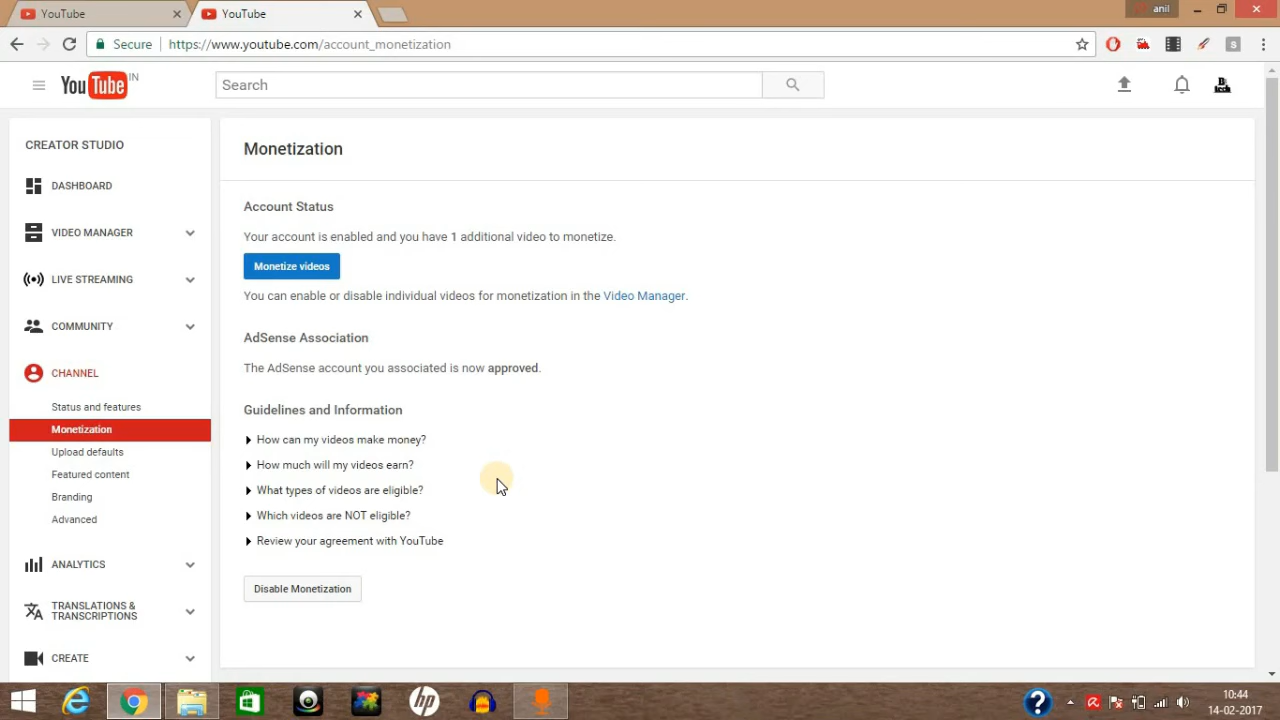 YouTube
YouTube
anil
Secure
https://www.youtube.com/account_monetization
S
YouTube IN
Search
CREATOR STUDIO
DASHBOARD
VIDEO MANAGER
LIVE STREAMING
COMMUNITY
CHANNEL
Status and features
Monetization
Upload defaults
Featured content
Branding
Advanced
ANALYTICS
TRANSLATIONS &
TRANSCRIPTIONS
CREATE
Monetization
Account Status
Your account is enabled and you have 1 additional video to monetize.
Monetize videos
You can enable or disable individual videos for monetization in the Video Manager.
AdSense Association
The AdSense account you associated is now approved.
Guidelines and Information
How can my videos make money?
How much will my videos earn?
What types of videos are eligible?
Which videos are NOT eligible?
Review your agreement with YouTube
Disable Monetization
hp
?
10:44
14-02-2017